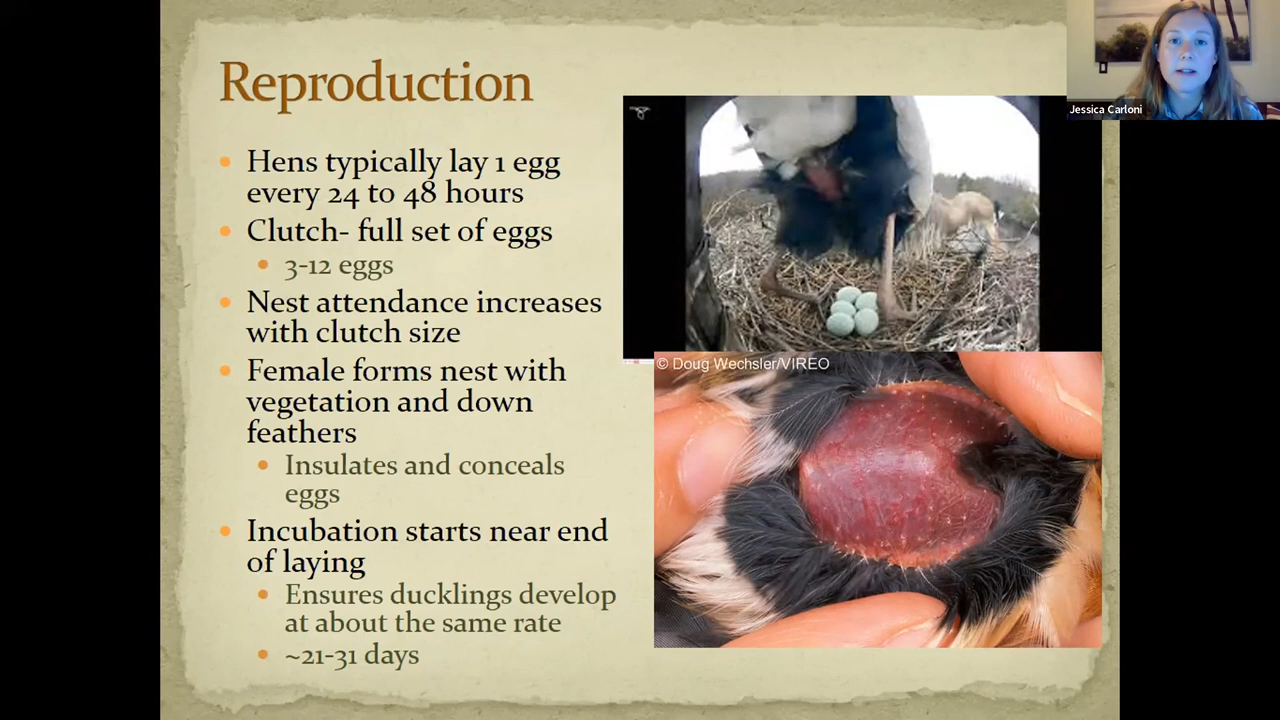 Reproduction
Jessica Carloni
Hens typically lay 1 egg
every 24 to 48 hours
Clutch- full set of eggs
3-12 eggs
Nest attendance increases
with clutch size
Female forms nest with
vegetation and down
feathers
Insulates and conceals
eggs
Incubation starts near end
of laying
Ensures ducklings develop
at about the same rate
~21-31 days
© Doug Wechsler/VIREO